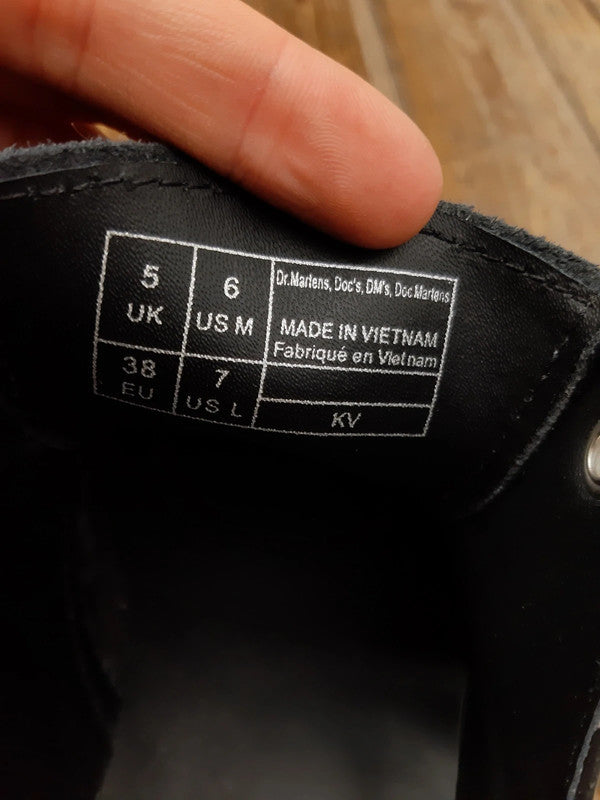 5
UK
6
US M
Dr.Martens, Doc's, DM's, Doc Martens
MADE IN VIETNAM
Fabriqué en Vietnam
38
EU
7
US L
KV